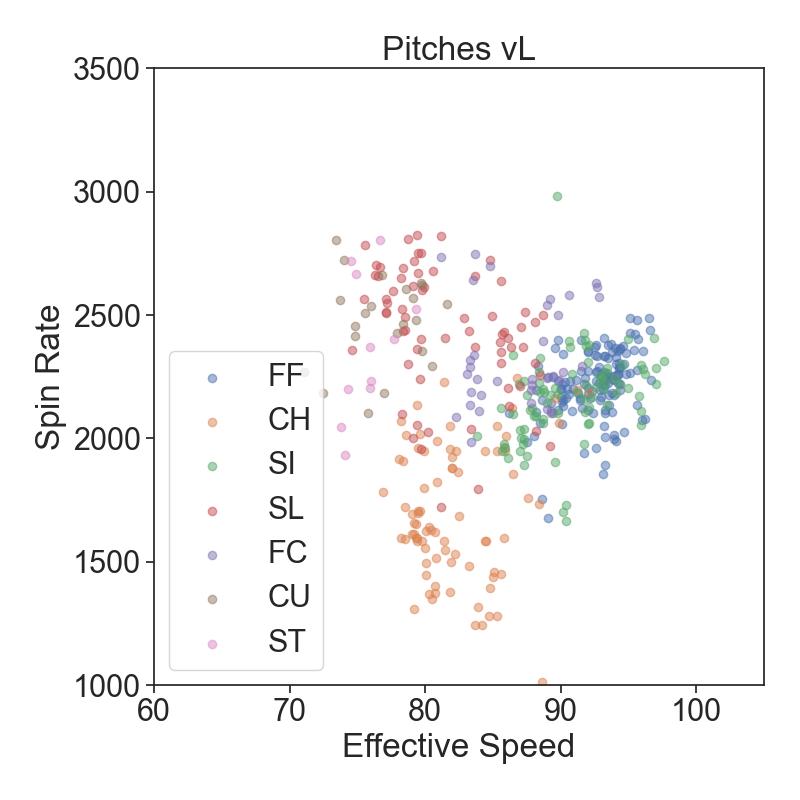 Pitches vL
3500
3000
2500
2000
1500
1000
Spin Rate
FF
CH
SI
SL
FC
CU
ST
60 70 80 90 100
Effective Speed